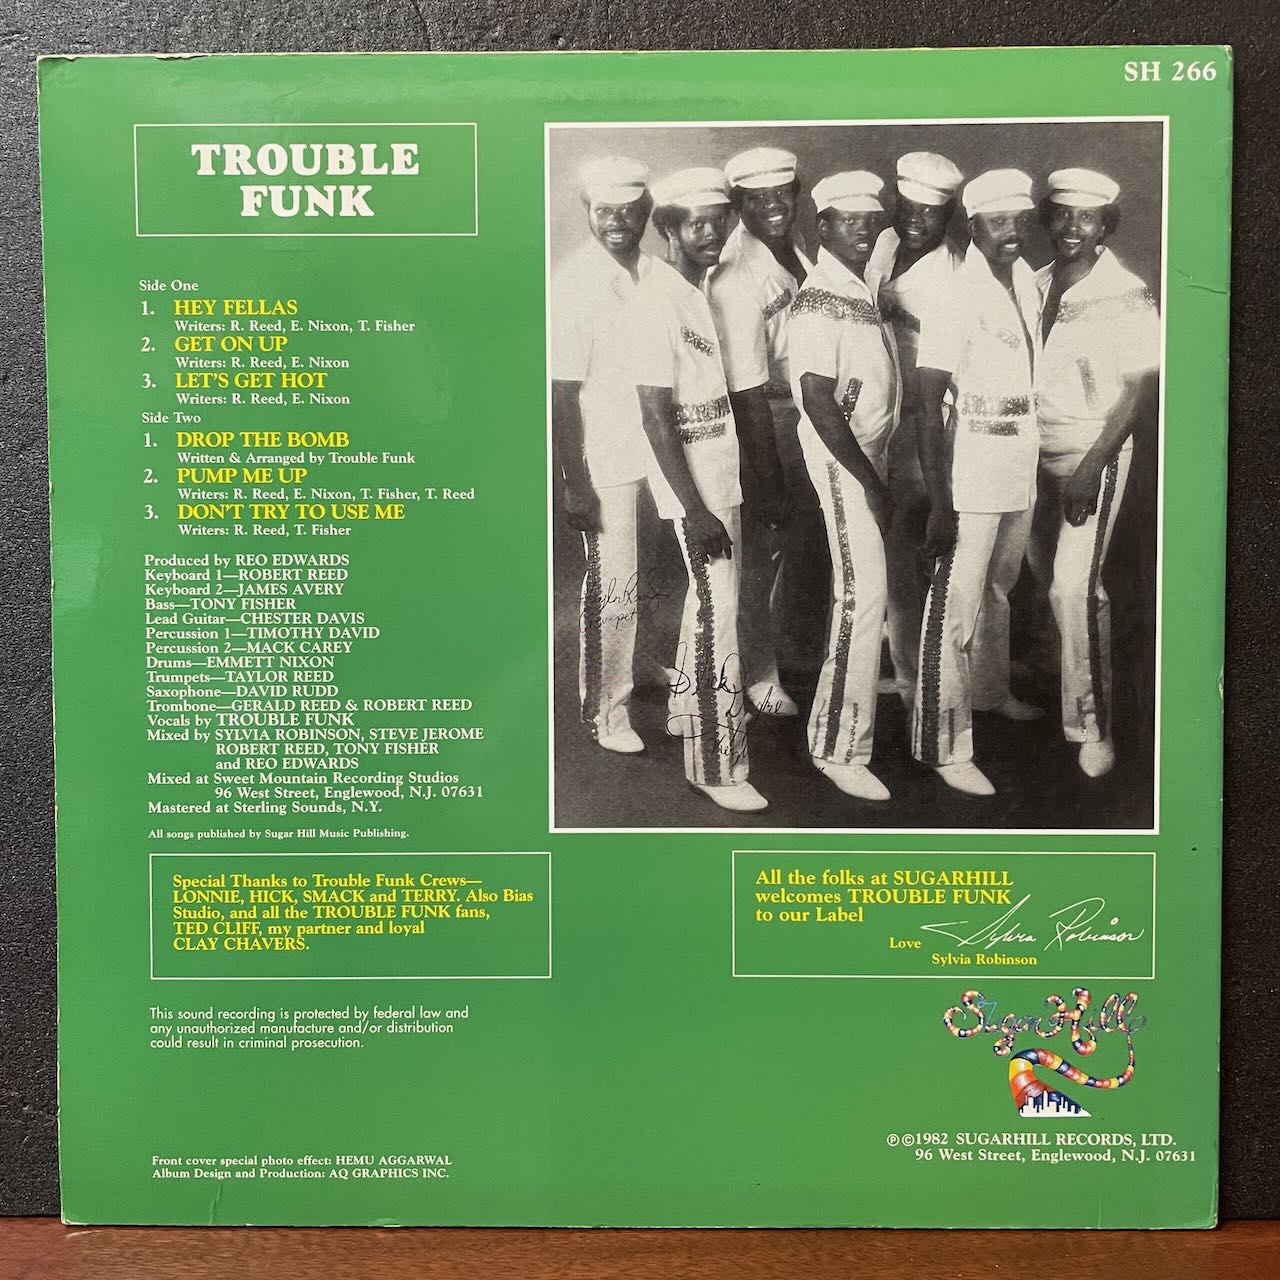 SH 266
TROUBLE
FUNK
Side One
1. HEY FELLAS
Writers: R. Reed, E. Nixon, T. Fisher
2. GET ON UP
Writers: R. Reed, E. Nixon
3. LET'S GET HOT
Writers: R. Reed, E. Nixon
Side Two
1. DROP THE BOMB
Written & Arranged by Trouble Funk
2. PUMP ME UP
Writers: R. Reed, E. Nixon, T. Fisher, T. Reed
3. DON'T TRY TO USE ME
Writers: R. Reed, T. Fisher
Produced by REO EDWARDS
Keyboard 1—ROBERT REED
Keyboard 2—JAMES AVERY
Bass—TONY FISHER
Lead Guitar—CHESTER DAVIS
Percussion 1—TIMOTHY DAVID
Percussion 2—MACK CAREY
Drums—EMMETT NIXON
Trumpets—TAYLOR REED
Saxophone—DAVID RUDD
Trombone—GERALD REED & ROBERT REED
Vocals by TROUBLE FUNK
Mixed by SYLVIA ROBINSON, STEVE JEROME
ROBERT REED, TONY FISHER
and REO EDWARDS
Mixed at Sweet Mountain Recording Studios
96 West Street, Englewood, N.J. 07631
Mastered at Sterling Sounds, N.Y.
All songs published by Sugar Hill Music Publishing.
Taylor Reed
Trumpet
Special Thanks to Trouble Funk Crews—
LONNIE, HICK, SMACK and TERRY. Also Bias
Studio, and all the TROUBLE FUNK fans,
TED CLIFF, my partner and loyal
CLAY CHAVERS.
All the folks at SUGARHILL
welcomes TROUBLE FUNK
to our Label
Love Sylvia Robinson
Sylvia Robinson
This sound recording is protected by federal law and
any unauthorized manufacture and/or distribution
could result in criminal prosecution.
Sugar Hill
℗©1982 SUGARHILL RECORDS, LTD.
96 West Street, Englewood, N.J. 07631
Front cover special photo effect: HEMU AGGARWAL
Album Design and Production: AQ GRAPHICS INC.